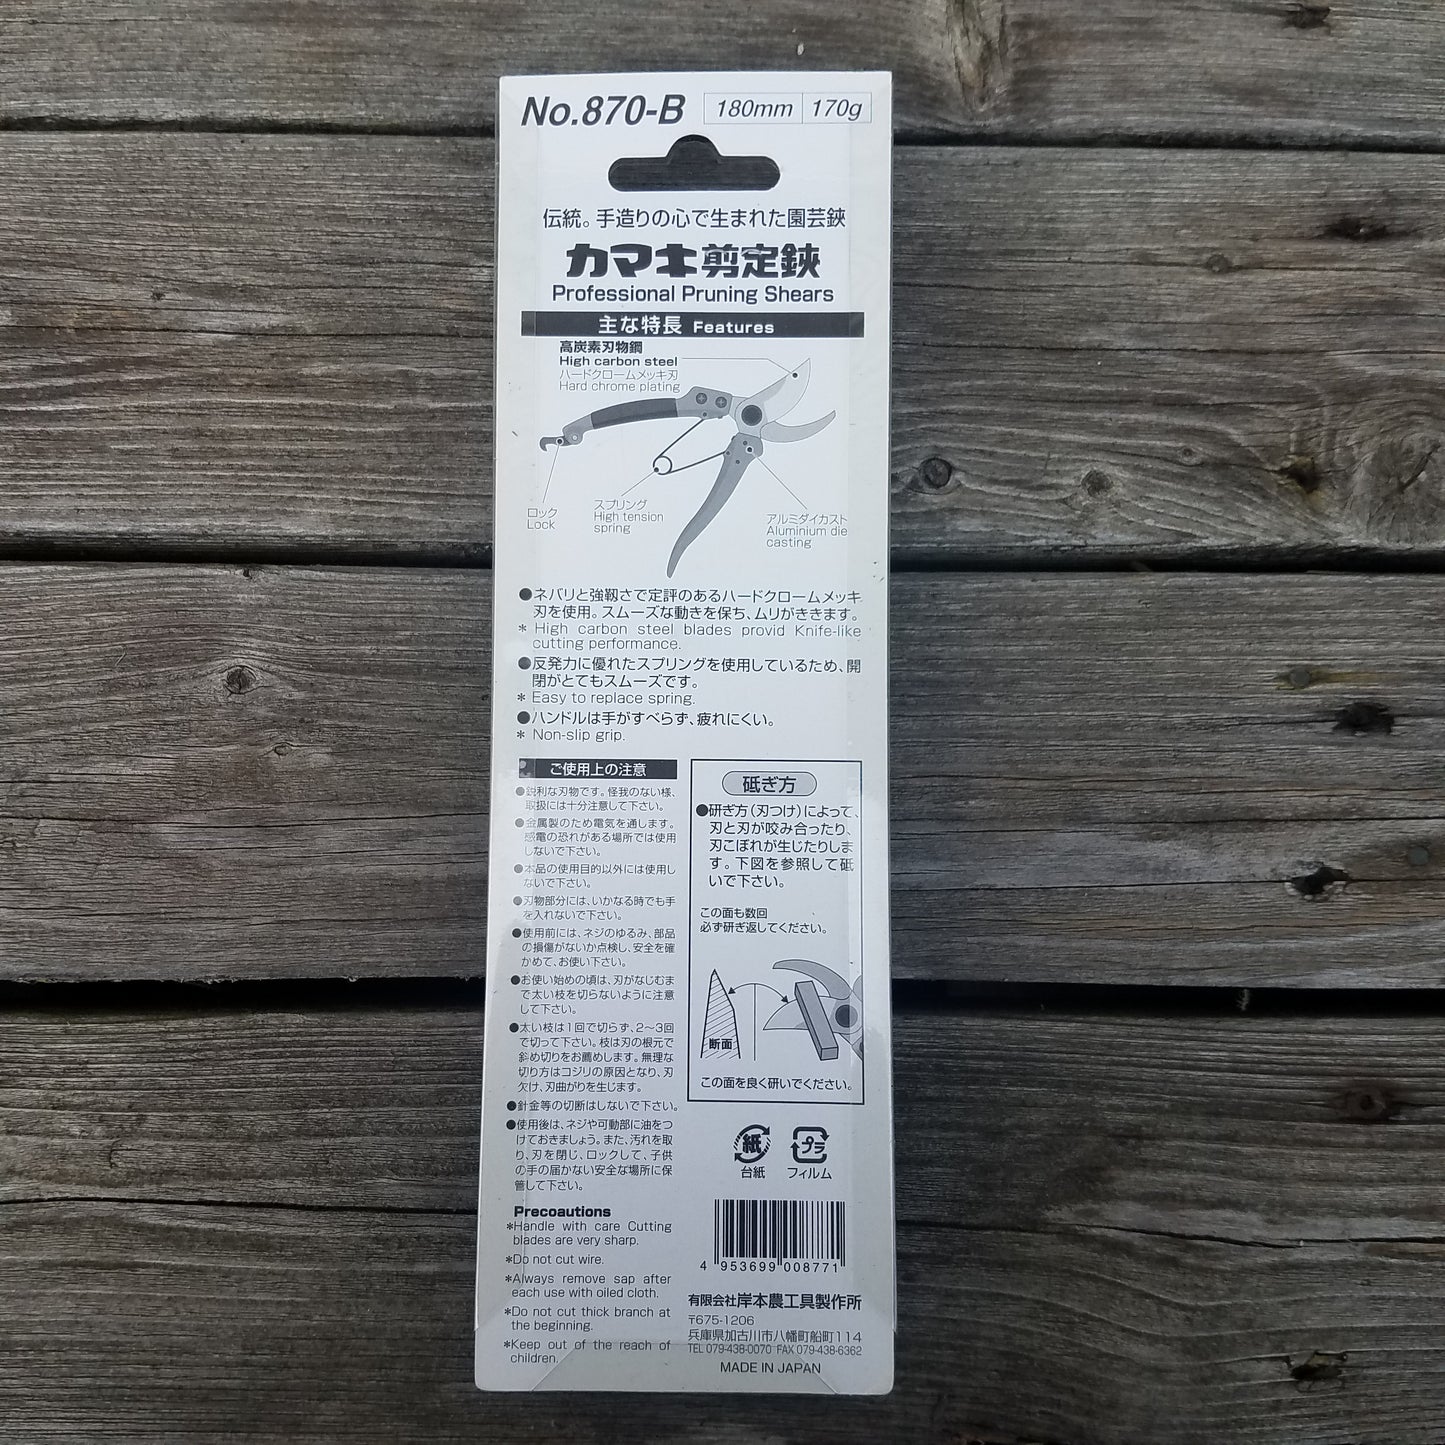 No.870-B 180mm 170g
伝統。手造りの心で生まれた園芸鋏
カマキ剪定鋏
Professional Pruning Shears
主な特長 Features
高炭素刃物鋼
High carbon steel
ハードクロームメッキ刃
Hard chrome plating
ロック
Lock
スプリング
High tension
spring
アルミダイカスト
Aluminium die
casting
●ネバリと強靱さで定評のあるハードクロームメッキ
刃を使用。スムーズな動きを保ち、ムリがききます。
* High carbon steel blades provid Knife-like
cutting performance.
●反発力に優れたスプリングを使用しているため、開
閉がとてもスムーズです。
* Easy to replace spring.
●ハンドルは手がすべらず、疲れにくい。
* Non-slip grip.
ご使用上の注意
●鋭利な刃物です。怪我のない様、
取扱には十分注意して下さい。
●金属製のため電気を通します。
感電の恐れがある場所では使用
しないで下さい。
●本品の使用目的以外には使用し
ないで下さい。
●刃物部分には、いかなる時でも手
を入れないで下さい。
●使用前には、ネジのゆるみ、部品
の損傷がないか点検し、安全を確
かめて、お使い下さい。
●お使い始めの頃は、刃がなじむま
で太い枝を切らないように注意
して下さい。
●太い枝は1回で切らず、2〜3回
で切って下さい。枝は刃の根元で
斜め切りをお薦めします。無理な
切り方はコジリの原因となり、刃
欠け、刃曲がりを生じます。
●針金等の切断はしないで下さい。
●使用後は、ネジや可動部に油をつ
けておきましょう。また、汚れを取
り、刃を閉じ、ロックして、子供
の手の届かない安全な場所に保
管して下さい。
Precoautions
*Handle with care Cutting
blades are very sharp.
*Do not cut wire.
*Always remove sap after
each use with oiled cloth.
*Do not cut thick branch at
the beginning.
*Keep out of the reach of
children.
砥ぎ方
●研ぎ方(刃つけ)によって、
刃と刃が咬み合ったり、
刃こぼれが生じたりしま
す。下図を参照して砥
いで下さい。
この面も数回
必ず研ぎ返してください。
断面
この面を良く研いでください。
紙 プラ
台紙 フィルム
4 953699 008771
有限会社岸本農工具製作所
〒675-1206
兵庫県加古川市八幡町船町114
TEL 079-438-0070 FAX 079-438-6362
MADE IN JAPAN